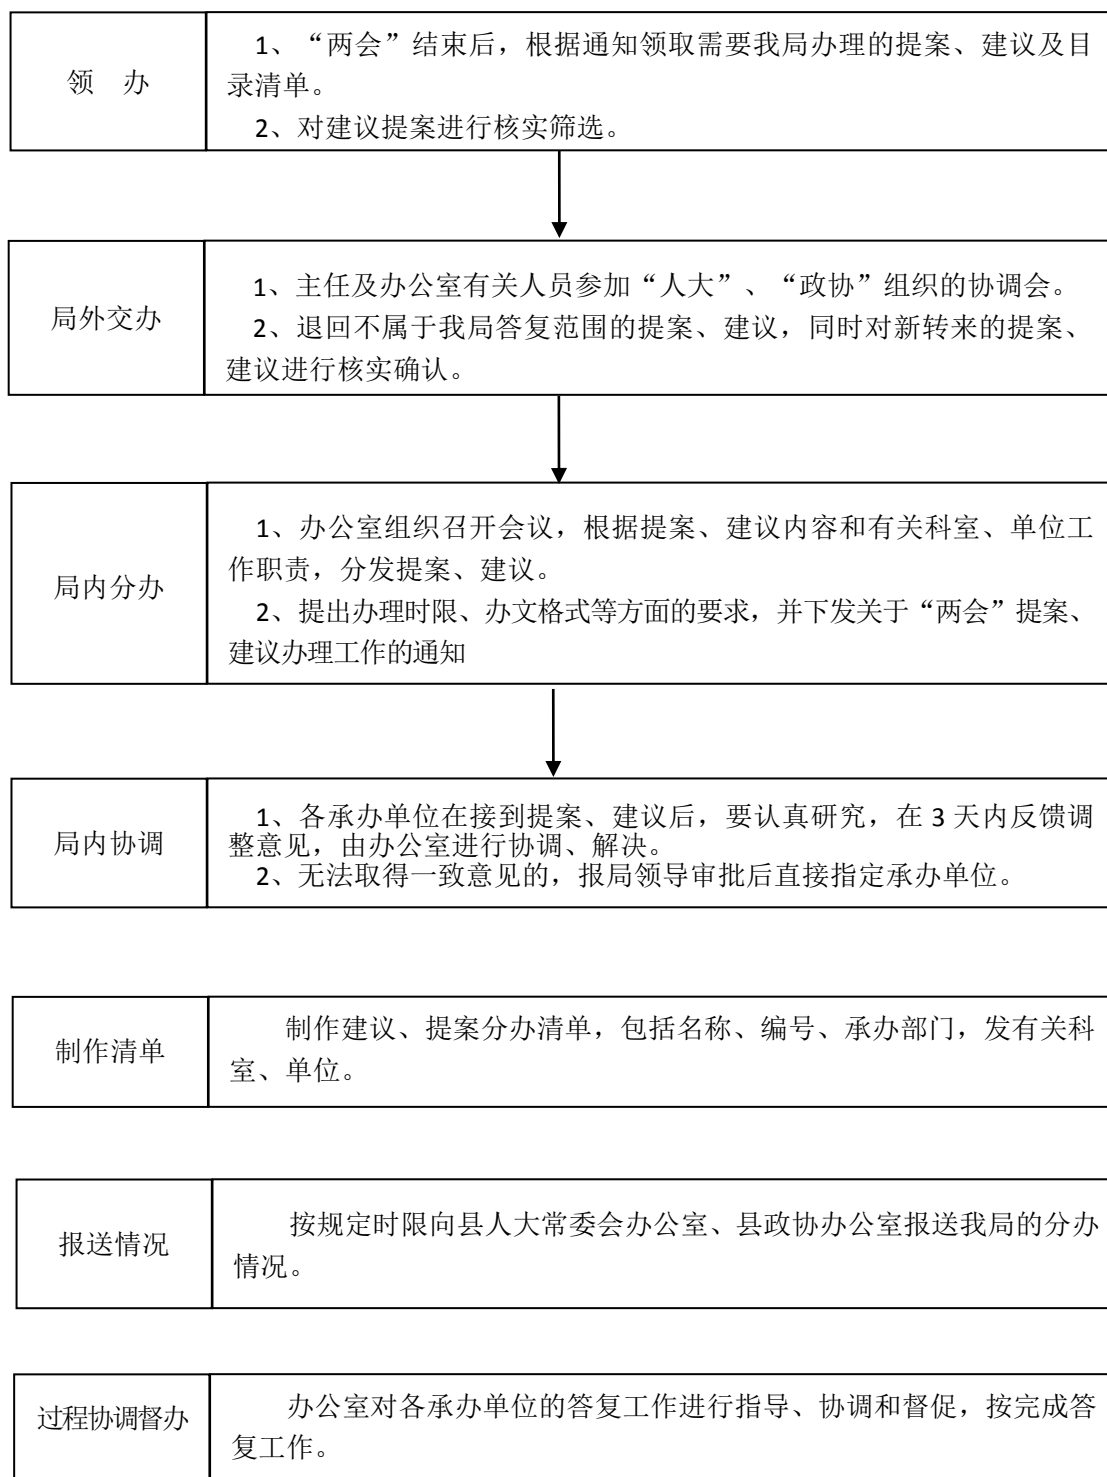 领 办
1、“两会”结束后，根据通知领取需要我局办理的提案、建议及目
录清单。
2、对建议提案进行核实筛选。
局外交办
1、主任及办公室有关人员参加“人大”、“政协”组织的协调会。
2、退回不属于我局答复范围的提案、建议，同时对新转来的提案、
建议进行核实确认。
局内分办
1、办公室组织召开会议，根据提案、建议内容和有关科室、单位工
作职责，分发提案、建议。
2、提出办理时限、办文格式等方面的要求，并下发关于“两会”提案、
建议办理工作的通知
局内协调
1、各承办单位在接到提案、建议后，要认真研究，在 3 天内反馈调
整意见，由办公室进行协调、解决。
2、无法取得一致意见的，报局领导审批后直接指定承办单位。
制作清单
制作建议、提案分办清单，包括名称、编号、承办部门，发有关科
室、单位。
报送情况
按规定时限向县人大常委会办公室、县政协办公室报送我局的分办
情况。
过程协调督办
办公室对各承办单位的答复工作进行指导、协调和督促，按完成答
复工作。